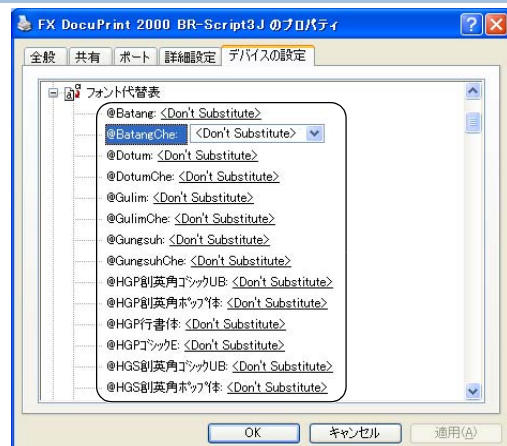 FX DocuPrint 2000 BR-Script3J のプロパティ
全般 共有 ポート 詳細設定 デバイスの設定
フォント代替表
@Batang: <Don't Substitute>
@BatangChe: <Don't Substitute>
@Dotum: <Don't Substitute>
@DotumChe: <Don't Substitute>
@Gulim: <Don't Substitute>
@GulimChe: <Don't Substitute>
@Gungsuh: <Don't Substitute>
@GungsuhChe: <Don't Substitute>
@HGP創英角ゴシックUB: <Don't Substitute>
@HGP創英角ポップ体: <Don't Substitute>
@HGP行書体: <Don't Substitute>
@HGPゴシックE: <Don't Substitute>
@HGS創英角ゴシックUB: <Don't Substitute>
@HGS創英角ポップ体: <Don't Substitute>
OK キャンセル 適用(A)